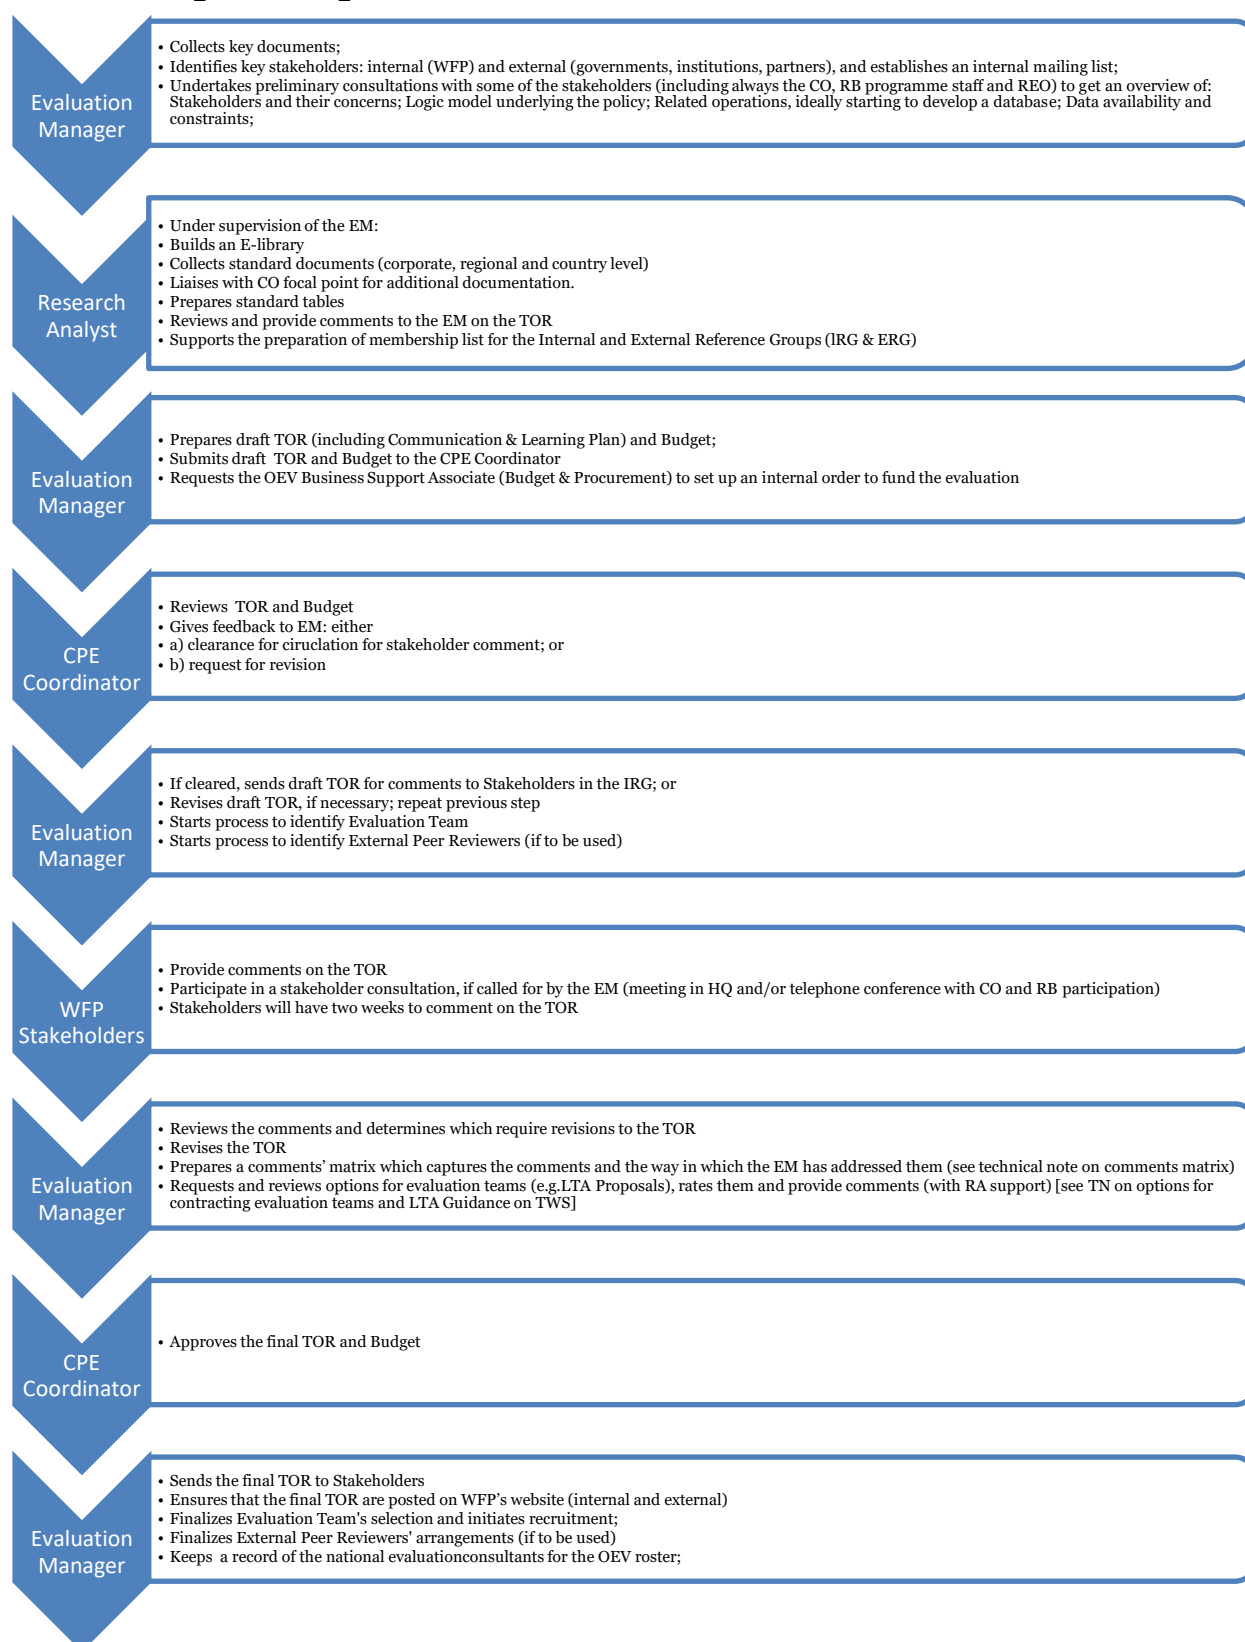 Evaluation
Manager
• Collects key documents;
• Identifies key stakeholders: internal (WFP) and external (governments, institutions, partners), and establishes an internal mailing list;
• Undertakes preliminary consultations with some of the stakeholders (including always the CO, RB programme staff and REO) to get an overview of:
Stakeholders and their concerns; Logic model underlying the policy; Related operations, ideally starting to develop a database; Data availability and
constraints;
Research
Analyst
• Under supervision of the EM:
• Builds an E-library
• Collects standard documents (corporate, regional and country level)
• Liaises with CO focal point for additional documentation.
• Prepares standard tables
• Reviews and provide comments to the EM on the TOR
• Supports the preparation of membership list for the Internal and External Reference Groups (lRG & ERG)
Evaluation
Manager
• Prepares draft TOR (including Communication & Learning Plan) and Budget;
• Submits draft TOR and Budget to the CPE Coordinator
• Requests the OEV Business Support Associate (Budget & Procurement) to set up an internal order to fund the evaluation
CPE
Coordinator
• Reviews TOR and Budget
• Gives feedback to EM: either
• a) clearance for ciruclation for stakeholder comment; or
• b) request for revision
Evaluation
Manager
• If cleared, sends draft TOR for comments to Stakeholders in the IRG; or
• Revises draft TOR, if necessary; repeat previous step
• Starts process to identify Evaluation Team
• Starts process to identify External Peer Reviewers (if to be used)
WFP
Stakeholders
• Provide comments on the TOR
• Participate in a stakeholder consultation, if called for by the EM (meeting in HQ and/or telephone conference with CO and RB participation)
• Stakeholders will have two weeks to comment on the TOR
Evaluation
Manager
• Reviews the comments and determines which require revisions to the TOR
• Revises the TOR
• Prepares a comments’ matrix which captures the comments and the way in which the EM has addressed them (see technical note on comments matrix)
• Requests and reviews options for evaluation teams (e.g.LTA Proposals), rates them and provide comments (with RA support) [see TN on options for
contracting evaluation teams and LTA Guidance on TWS]
CPE
Coordinator
• Approves the final TOR and Budget
Evaluation
Manager
• Sends the final TOR to Stakeholders
• Ensures that the final TOR are posted on WFP’s website (internal and external)
• Finalizes Evaluation Team's selection and initiates recruitment;
• Finalizes External Peer Reviewers' arrangements (if to be used)
• Keeps a record of the national evaluationconsultants for the OEV roster;